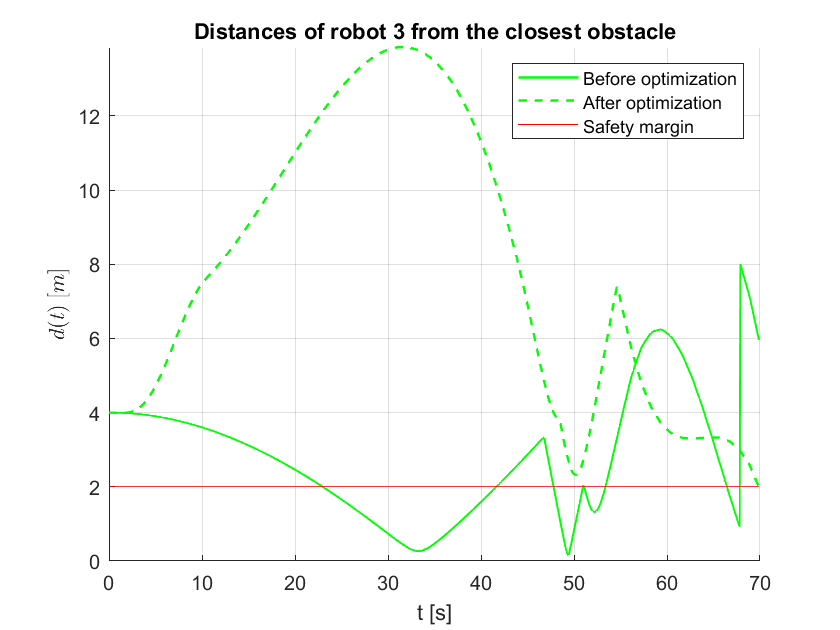 Distances of robot 3 from the closest obstacle
Before optimization
After optimization
Safety margin
d(t) [m]
12
10
8
6
4
2
0
0 10 20 30 40 50 60 70
t [s]